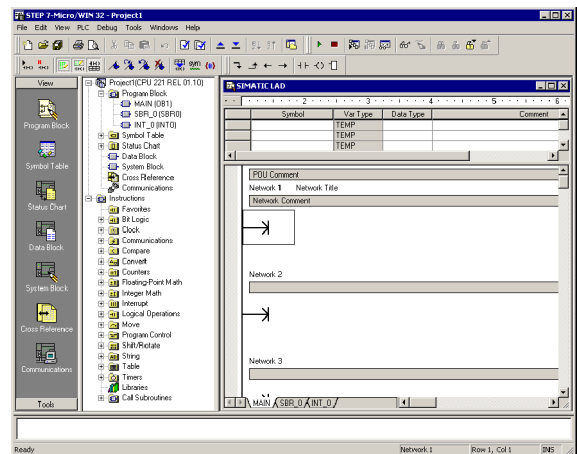 STEP 7-Micro/WIN 32 - Project1
File Edit View PLC Debug Tools Windows Help
View
Program Block
Symbol Table
Status Chart
Data Block
System Block
Cross Reference
Communications
Tools
Project1(CPU 221 REL 01.10)
Program Block
MAIN (OB1)
SBR_0 (SBR0)
INT_0 (INT0)
Symbol Table
Status Chart
Data Block
System Block
Cross Reference
Communications
Instructions
Favorites
Bit Logic
Clock
Communications
Compare
Convert
Counters
Floating-Point Math
Integer Math
Interrupt
Logical Operations
Move
Program Control
Shift/Rotate
String
Table
Timers
Libraries
Call Subroutines
SIMATIC LAD
2 3 4 5 6
Symbol Var Type Data Type Comment
TEMP
TEMP
TEMP
POU Comment
Network 1 Network Title
Network Comment
Network 2
Network 3
MAIN SBR_0 INT_0
Ready Network 1 Row 1, Col 1 INS